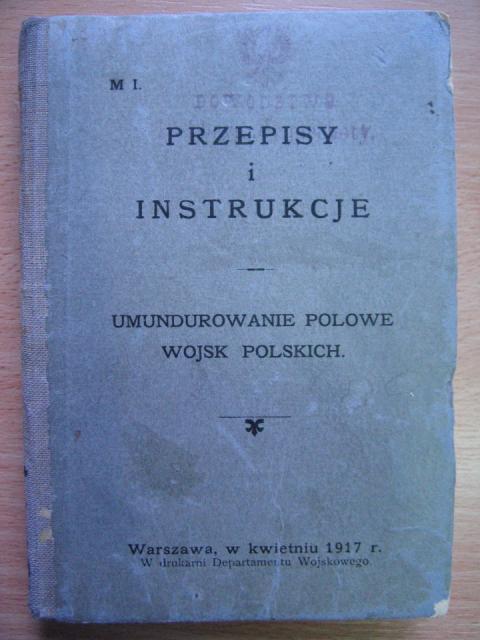 M I.
PRZEPISY
i
INSTRUKCJE
UMUNDUROWANIE POLOWE
WOJSK POLSKICH.
Warszawa, w kwietniu 1917 r.
W drukarni Departamentu Wojskowego.